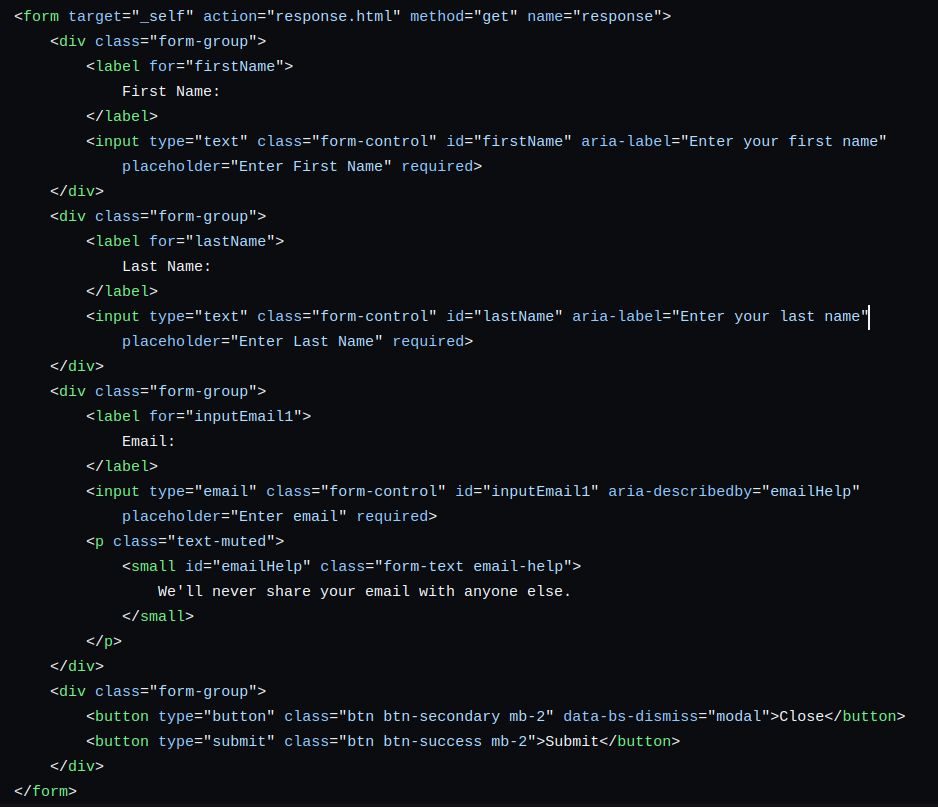 <form target="_self" action="response.html" method="get" name="response">
    <div class="form-group">
        <label for="firstName">
            First Name:
        </label>
        <input type="text" class="form-control" id="firstName" aria-label="Enter your first name"
            placeholder="Enter First Name" required>
    </div>
    <div class="form-group">
        <label for="lastName">
            Last Name:
        </label>
        <input type="text" class="form-control" id="lastName" aria-label="Enter your last name"
            placeholder="Enter Last Name" required>
    </div>
    <div class="form-group">
        <label for="inputEmail1">
            Email:
        </label>
        <input type="email" class="form-control" id="inputEmail1" aria-describedby="emailHelp"
            placeholder="Enter email" required>
        <p class="text-muted">
            <small id="emailHelp" class="form-text email-help">
                We'll never share your email with anyone else.
            </small>
        </p>
    </div>
    <div class="form-group">
        <button type="button" class="btn btn-secondary mb-2" data-bs-dismiss="modal">Close</button>
        <button type="submit" class="btn btn-success mb-2">Submit</button>
    </div>
</form>